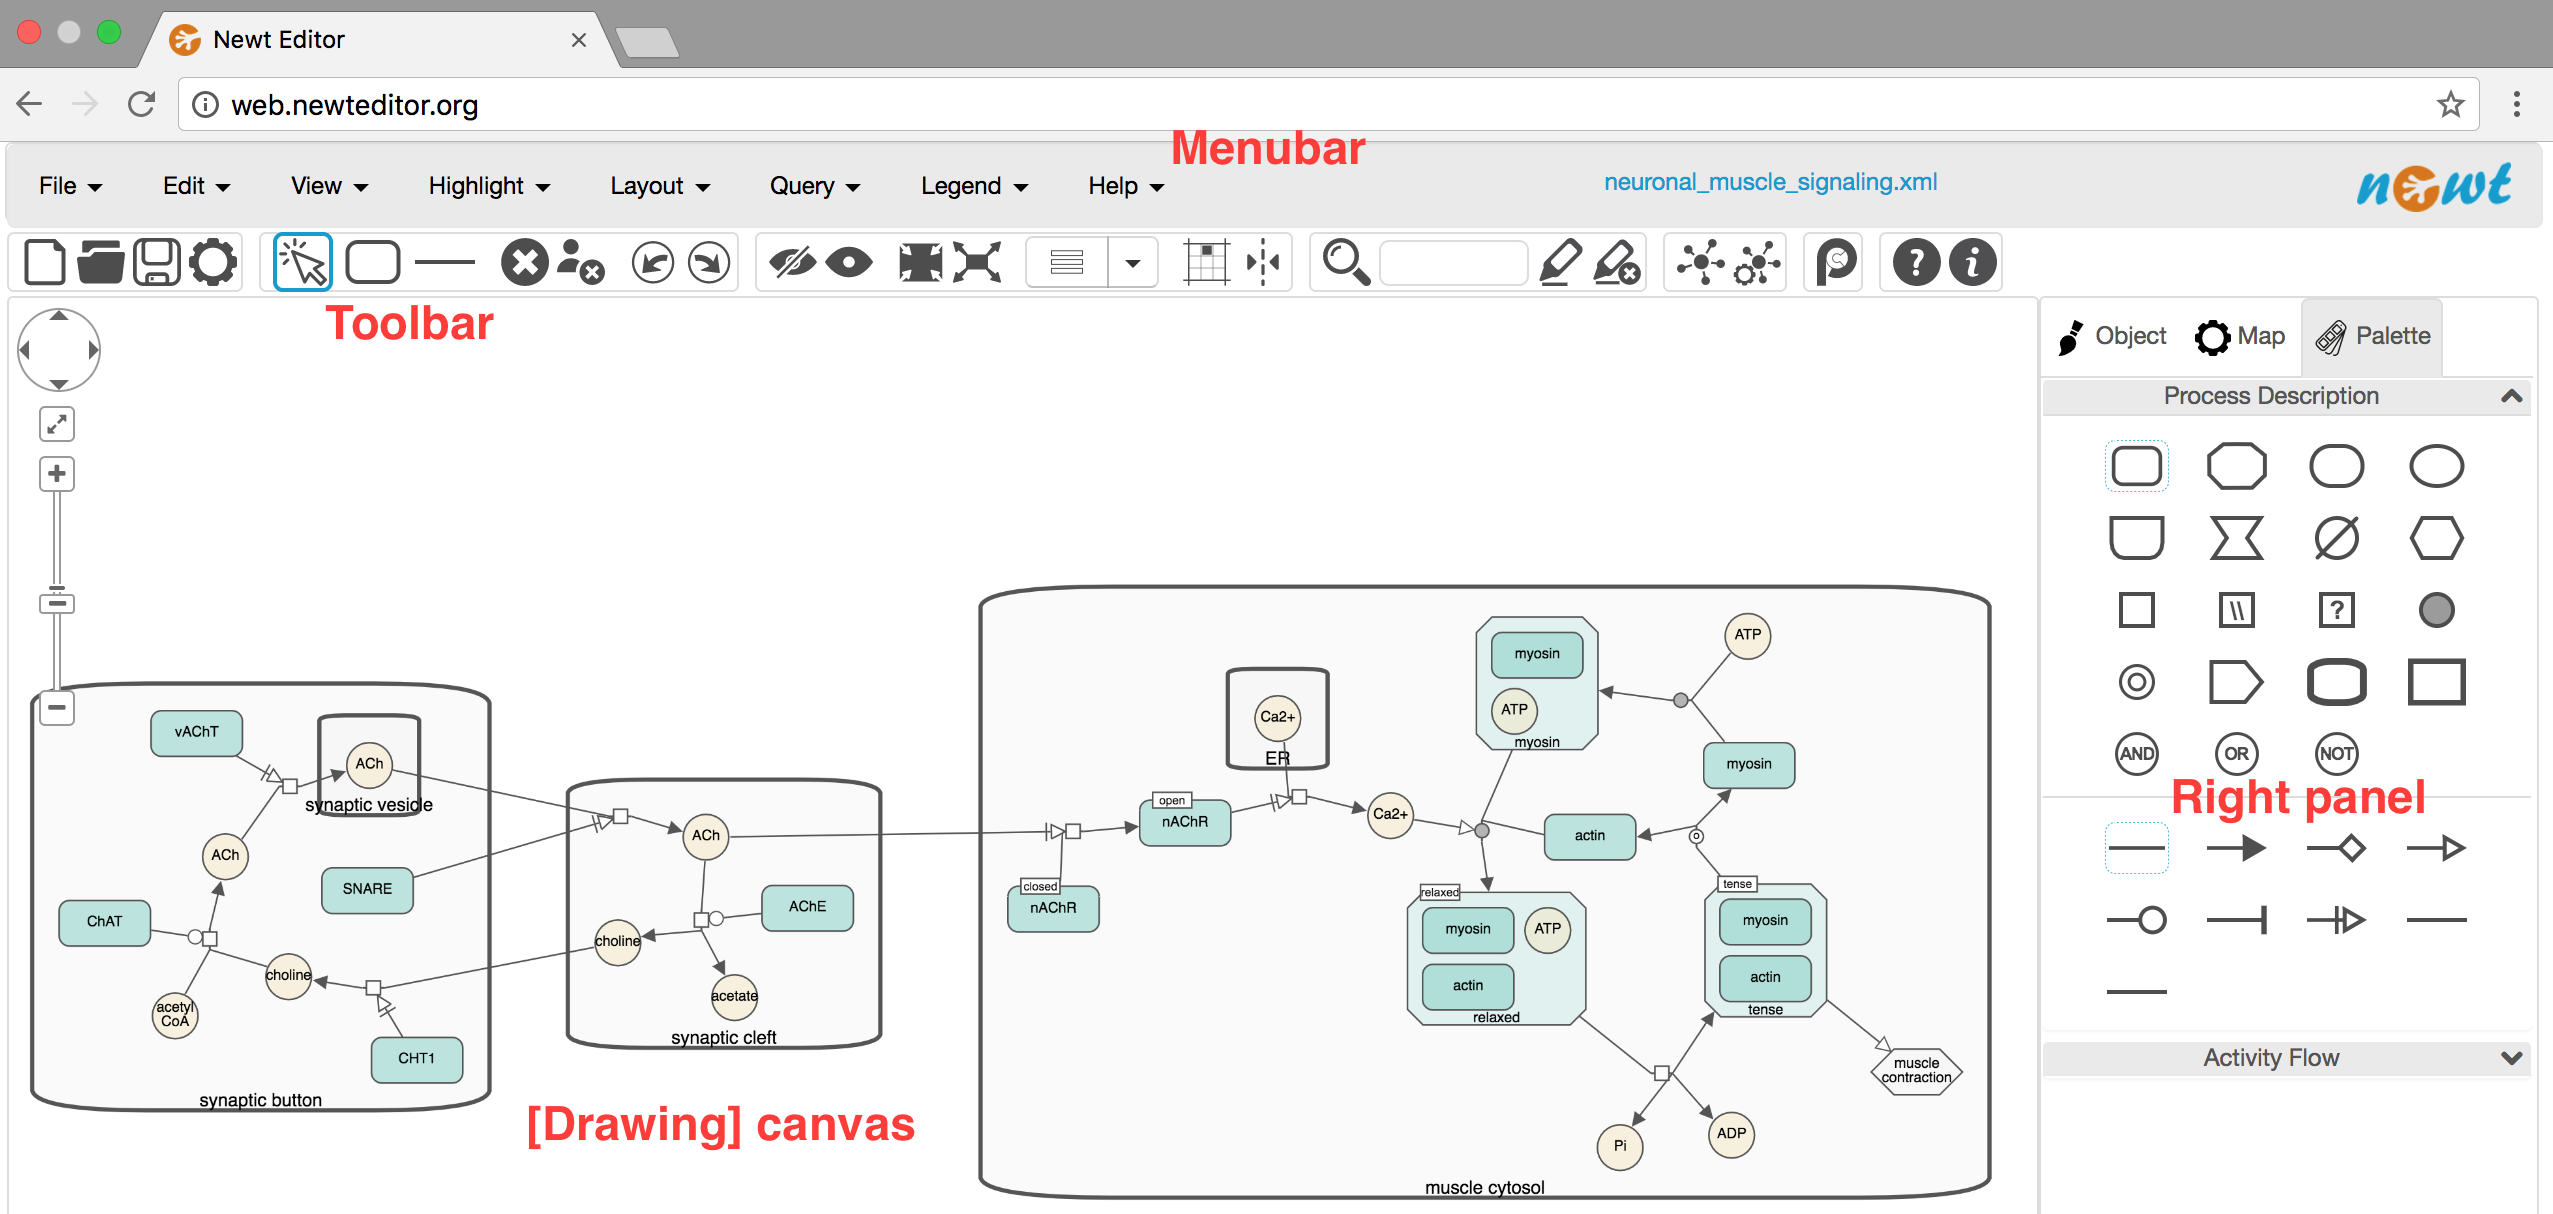 Newt Editor
web.newteditor.org
Menubar
File Edit View Highlight Layout Query Legend Help
neuronal_muscle_signaling.xml
newt
Toolbar
Object Map Palette
Process Description
\\ ?
AND OR NOT
Right panel
Activity Flow
vAChT
ACh
synaptic vesicle
ACh
SNARE
ChAT
choline
acetyl
CoA
CHT1
synaptic button
ACh
AChE
choline
acetate
synaptic cleft
[Drawing] canvas
Ca2+
ER
open
nAChR
closed
nAChR
Ca2+
myosin
ATP
myosin
ATP
myosin
actin
relaxed
myosin
ATP
actin
relaxed
tense
myosin
actin
tense
muscle
contraction
Pi
ADP
muscle cytosol